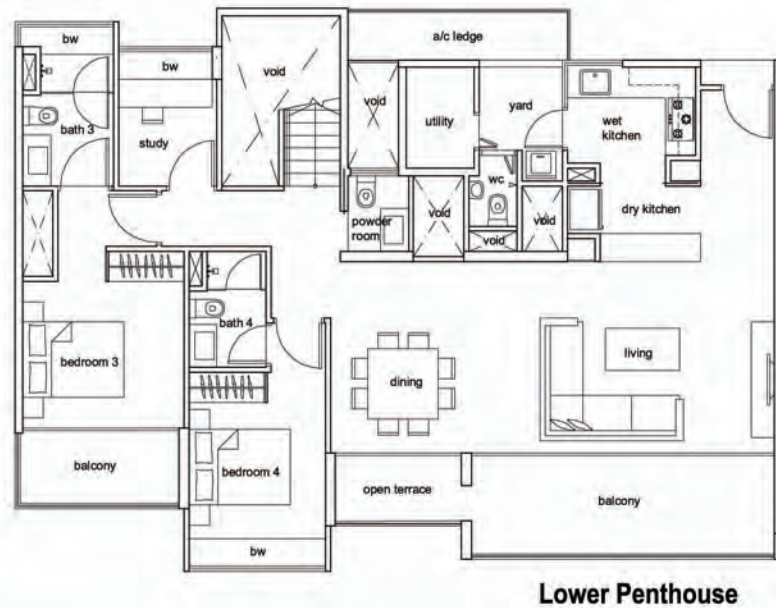 bw
a/c ledge
bw
void
void
utility
yard
wet
kitchen
bath 3
study
wc
powder
room
void
void
dry kitchen
void
bath 4
bedroom 3
dining
living
balcony
bedroom 4
open terrace
balcony
bw
Lower Penthouse